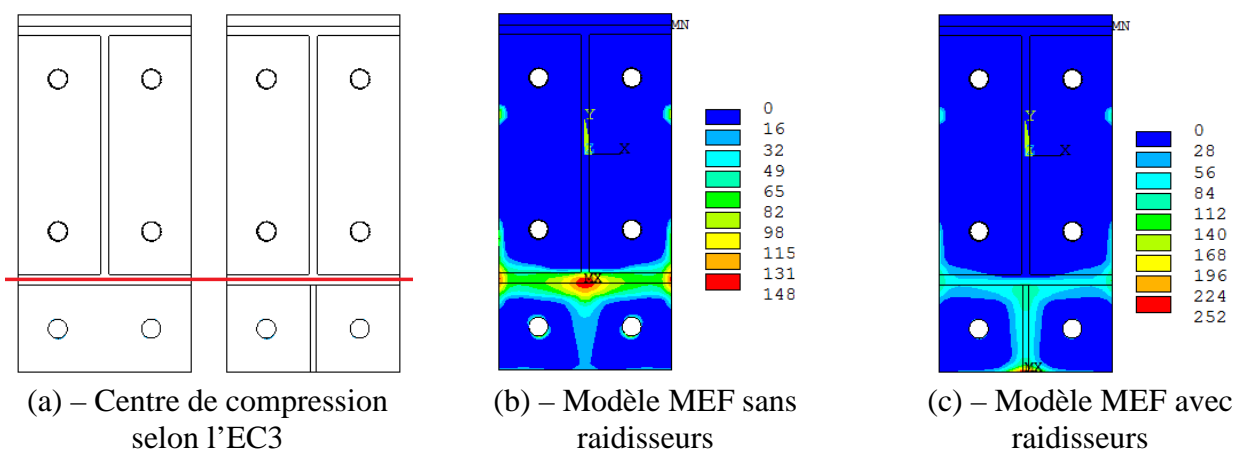 MN
Y
X
MX
0
16
32
49
65
82
98
115
131
148
MN
Y
X
MX
0
28
56
84
112
140
168
196
224
252
(a) – Centre de compression
selon l'EC3
(b) – Modèle MEF sans
raidisseurs
(c) – Modèle MEF avec
raidisseurs